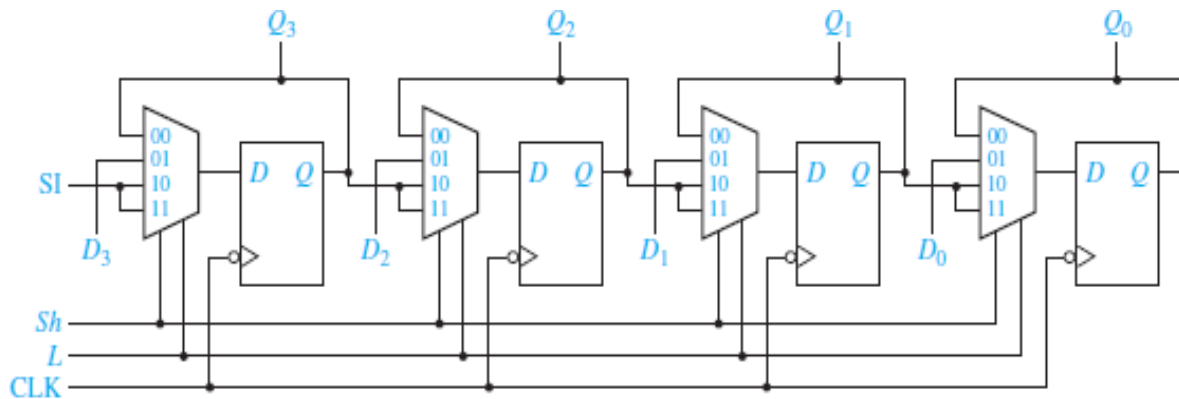 Q3 Q2 Q1 Q0
00 00 00 00
01 D Q 01 D Q 01 D Q 01 D Q
SI 10 10 10 10
11 11 11 11
D3 D2 D1 D0
Sh
L
CLK